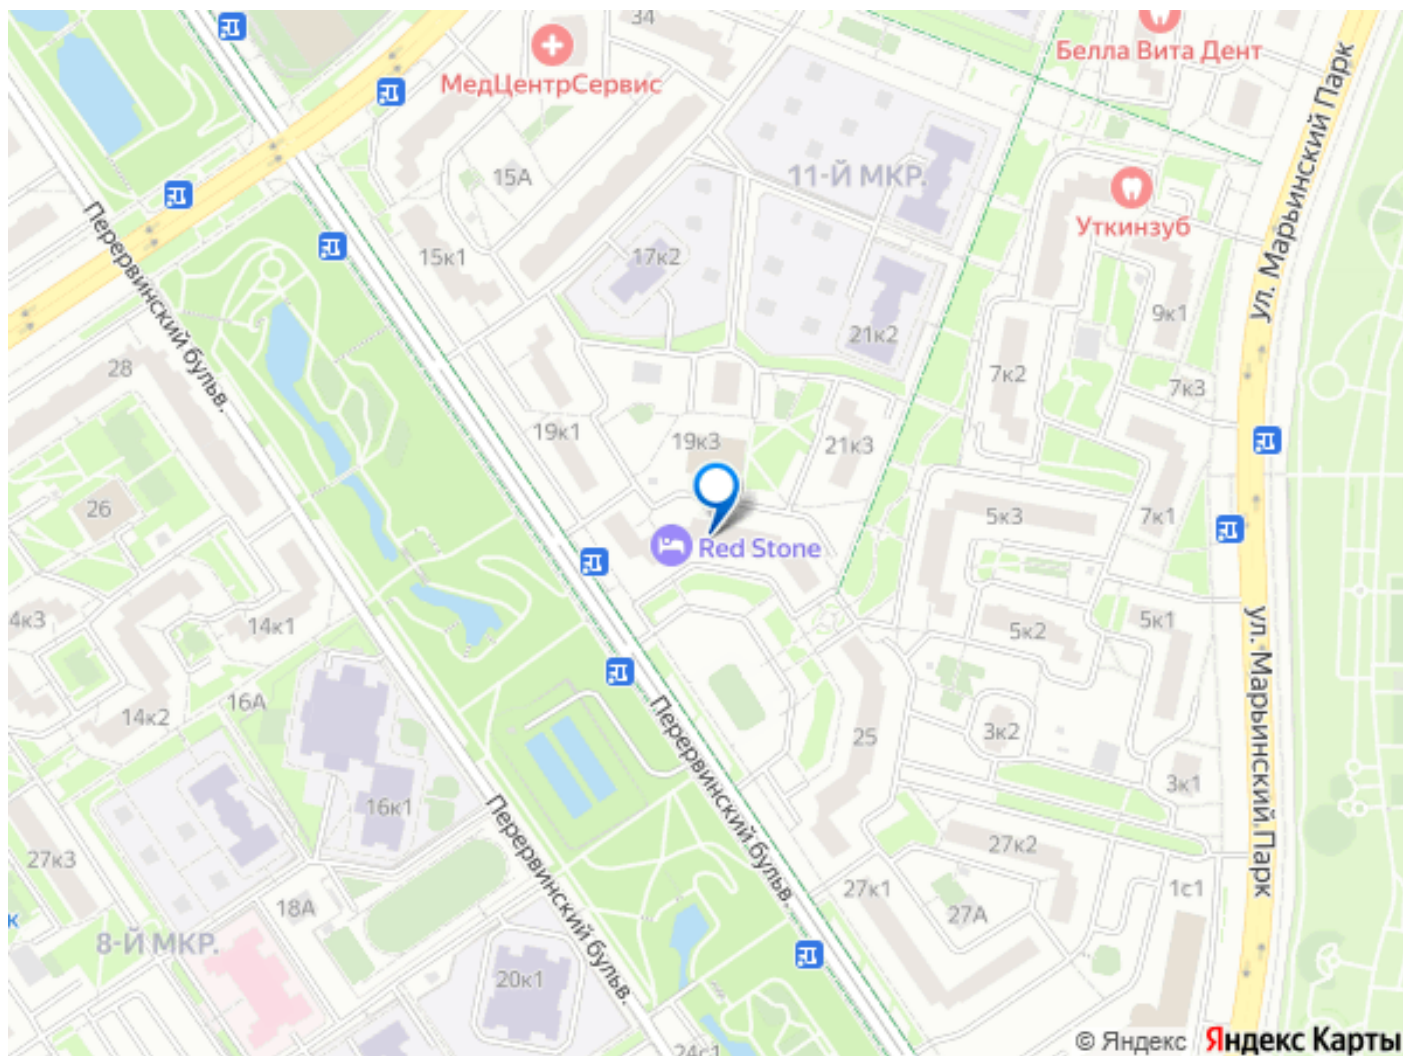 34
Белла Вита Дент
МедЦентрСервис
ул. Марьинский Парк
15А
11-Й МКР.
Уткинзуб
Перервинский бульв.
15к1
17к2
9к1
21к2
28
7к2
7к3
19к1
19к3
21к3
26
5к3
7к1
Red Stone
4к3
14к1
5к2
5к1
ул. Марьинский Парк
16А
14к2
Перервинский бульв.
25
3к2
3к1
16к1
Перервинский бульв.
27к3
27к2
27к1
1с1
18А
27А
к
8-Й МКР.
20к1
24с1
© Яндекс
Яндекс Карты